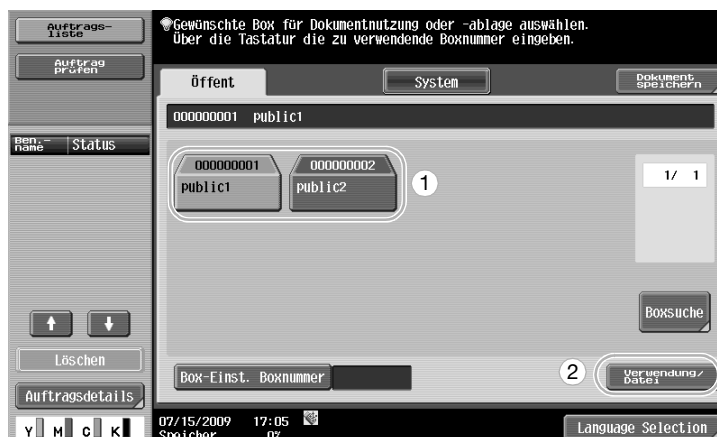 Auftrags-
liste
Auftrag
prüfen
Ben.-
name Status
Löschen
Auftragsdetails
Y M C K
Gewünschte Box für Dokumentnutzung oder -ablage auswählen.
Über die Tastatur die zu verwendende Boxnummer eingeben.
Öffent System Dokument
speichern
000000001 public1
000000001 000000002
public1 public2
1
1/ 1
Boxsuche
2
Box-Einst. Boxnummer Verwendung/
Datei
07/15/2009 17:05
Speicher 0%
Language Selection